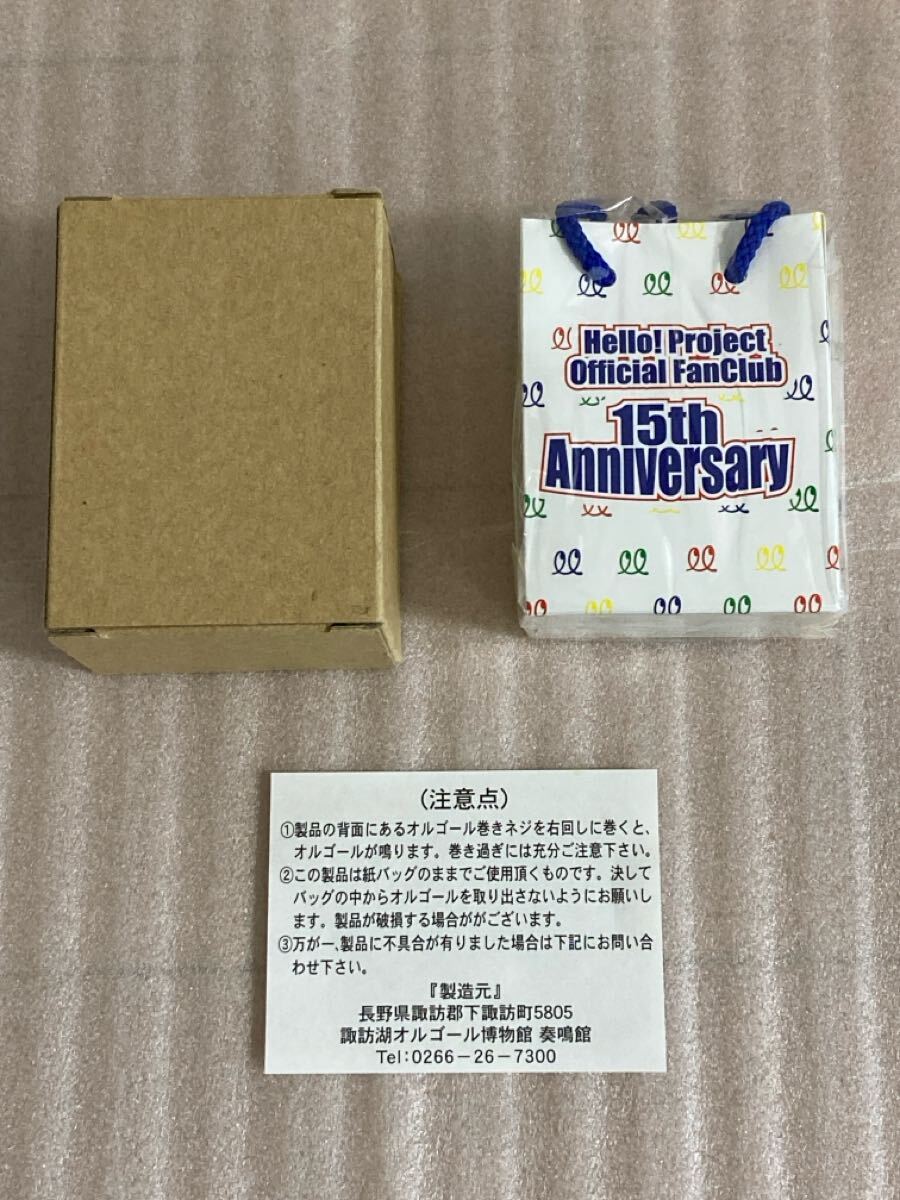 Hello! Project
Official FanClub
15th
Anniversary
(注意点)
①製品の背面にあるオルゴール巻きネジを右回しに巻くと、
オルゴールが鳴ります。巻き過ぎには充分ご注意下さい。
②この製品は紙バッグのままでご使用頂くものです。決して
バッグの中からオルゴールを取り出さないようにお願いし
ます。製品が破損する場合ががございます。
③万が一、製品に不具合が有りました場合は下記にお問い合
わせ下さい。
『製造元』
長野県諏訪郡下諏訪町5805
諏訪湖オルゴール博物館 奏鳴館
Tel:0266-26-7300